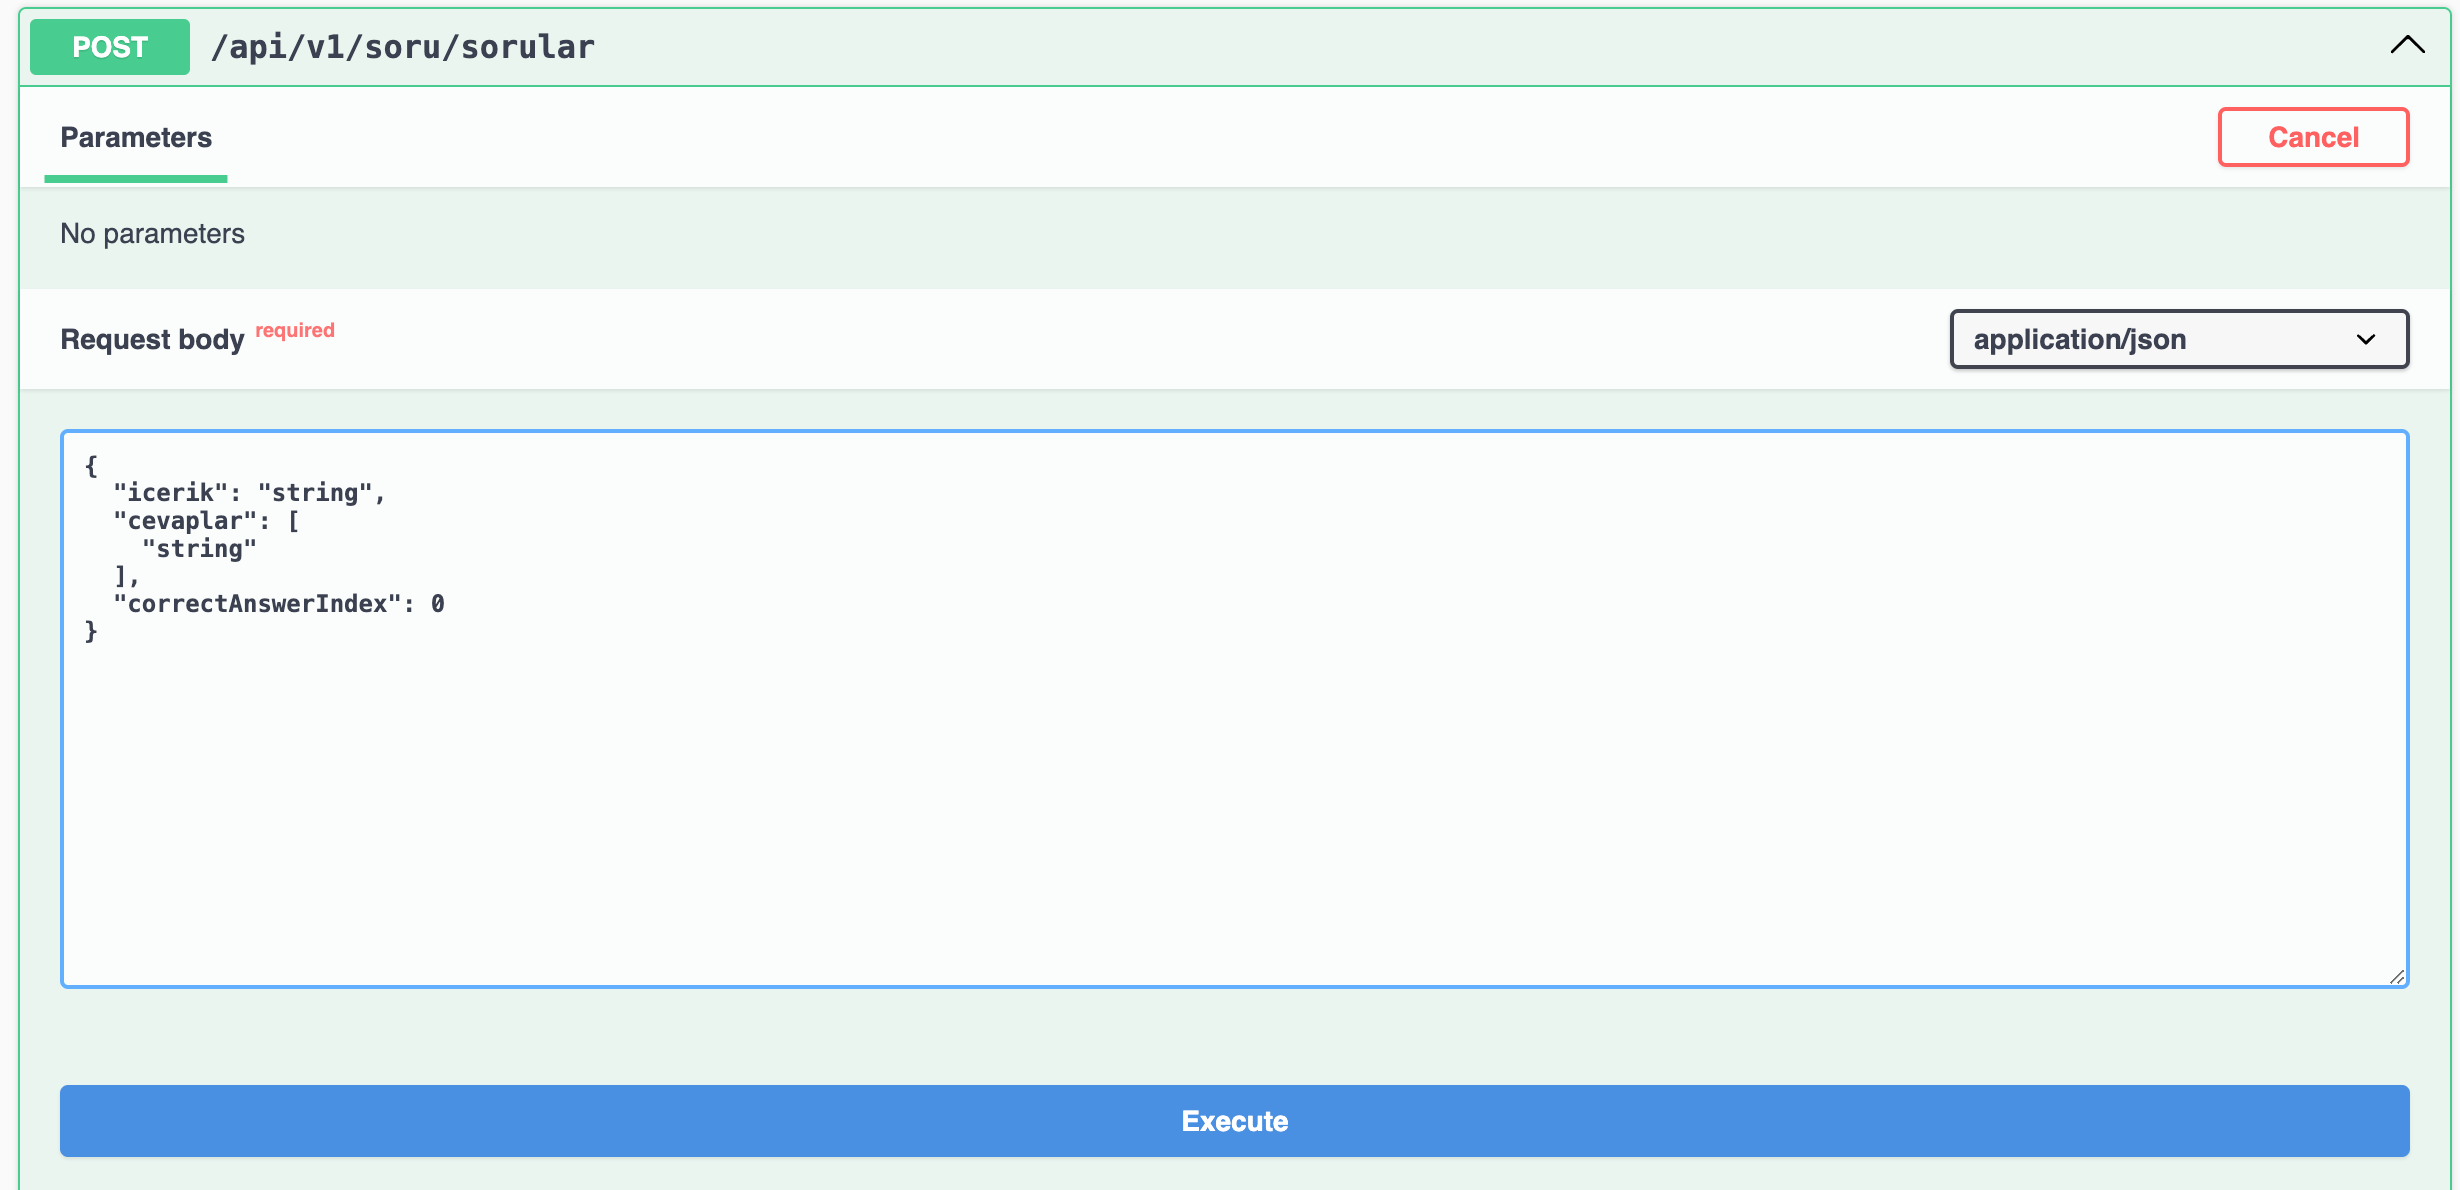 POST /api/v1/soru/sorular
Parameters
Cancel
No parameters
Request body required
application/json
{
  "icerik": "string",
  "cevaplar": [
    "string"
  ],
  "correctAnswerIndex": 0
}
Execute